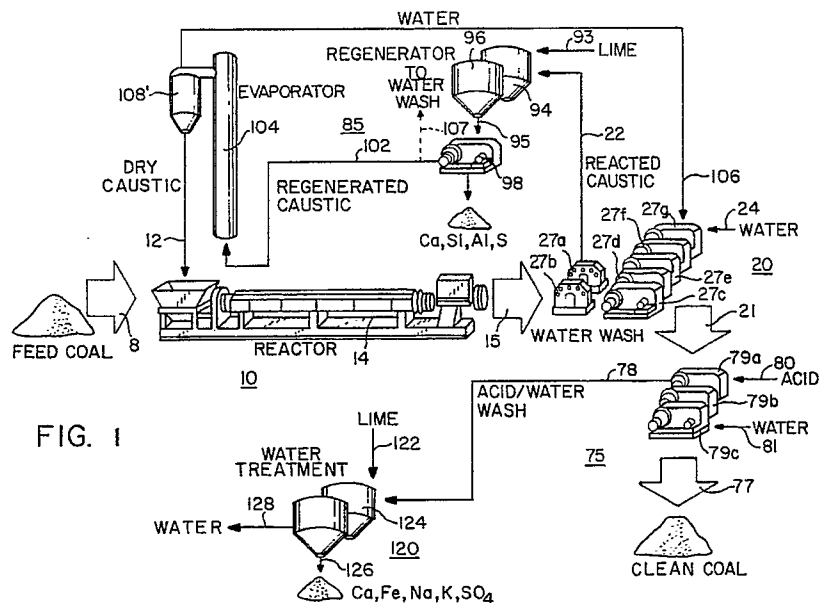 WATER
REGENERATOR
96
93
LIME
TO
WATER
WASH
94
108'
EVAPORATOR
104
85
107
95
22
102
98
REACTED
CAUSTIC
DRY
CAUSTIC
REGENERATED
CAUSTIC
106
12
Ca,Si,Al,S
27g
24
WATER
27f
27d
27e
27c
20
27a
27b
FEED COAL
8
REACTOR
14
15
WATER WASH
21
10
78
ACID/WATER
WASH
79a
80
ACID
79b
WATER
81
79c
75
FIG. 1
LIME
122
WATER
TREATMENT
128
WATER
124
120
126
Ca,Fe,Na,K,SO4
77
CLEAN COAL